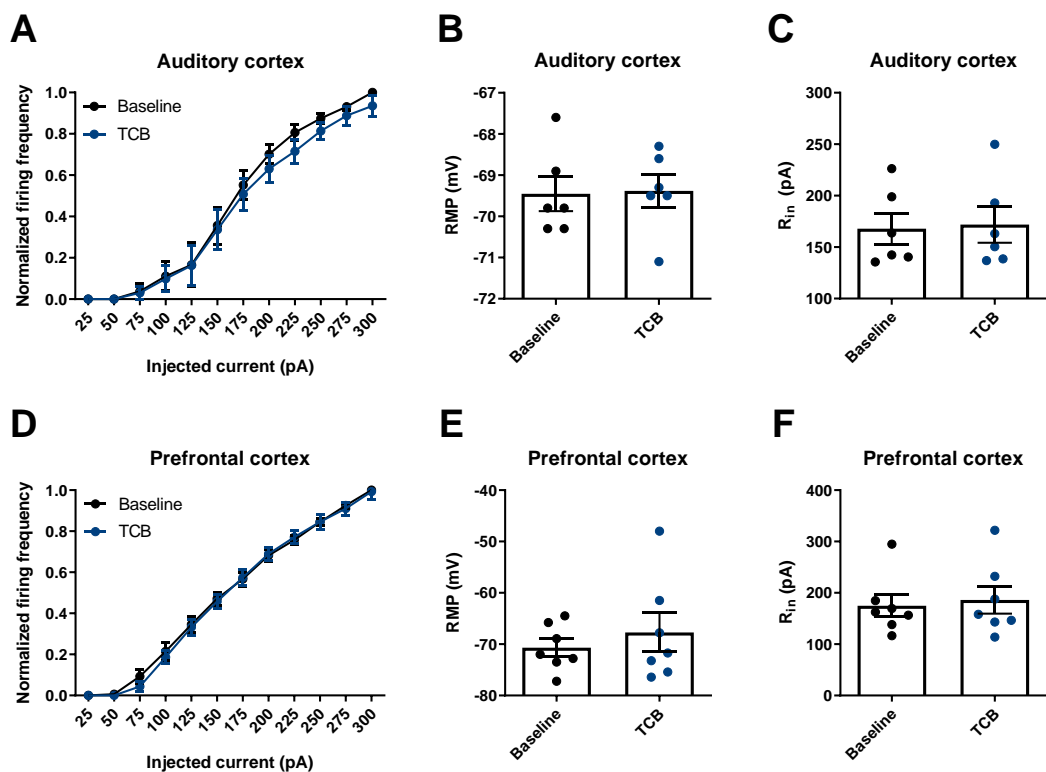 A
Auditory cortex
Normalized firing frequency
1.0
0.8
0.6
0.4
0.2
0.0
Baseline
TCB
25 50 75 100 125 150 175 200 225 250 275 300
Injected current (pA)
B
Auditory cortex
RMP (mV)
-67
-68
-69
-70
-71
-72
Baseline TCB
C
Auditory cortex
Rin (pA)
300
250
200
150
100
Baseline TCB
D
Prefrontal cortex
Normalized firing frequency
1.0
0.8
0.6
0.4
0.2
0.0
Baseline
TCB
25 50 75 100 125 150 175 200 225 250 275 300
Injected current (pA)
E
Prefrontal cortex
RMP (mV)
-40
-50
-60
-70
-80
Baseline TCB
F
Prefrontal cortex
Rin (pA)
400
300
200
100
0
Baseline TCB